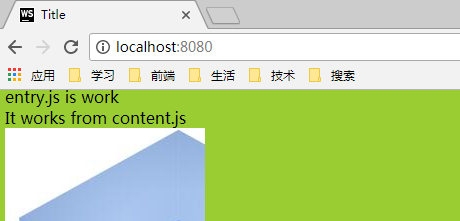 WS Title
localhost:8080
应用 学习 前端 生活 技术 搜索
entry.js is work
It works from content.js